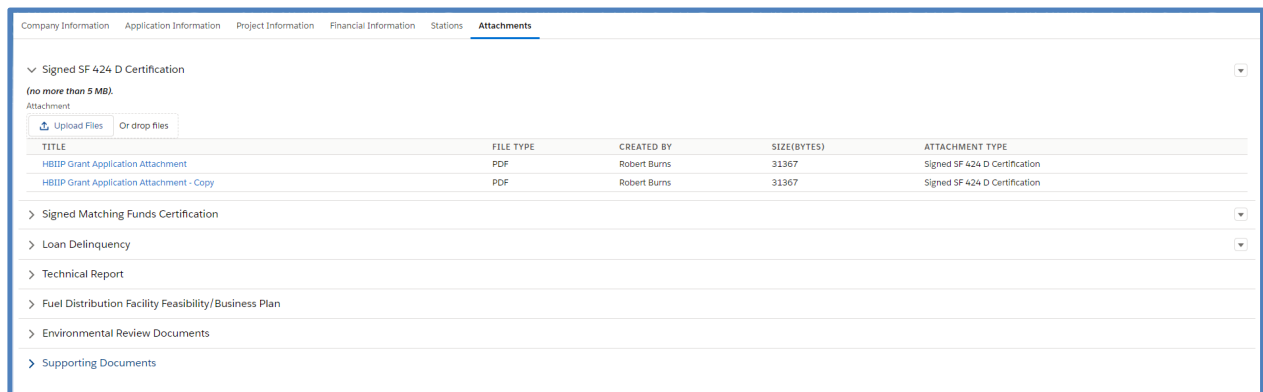 Company Information Application Information Project Information Financial Information Stations Attachments
Signed SF 424 D Certification
(no more than 5 MB).
Attachment
Upload Files Or drop files
TITLE FILE TYPE CREATED BY SIZE(BYTES) ATTACHMENT TYPE
HBIIP Grant Application Attachment PDF Robert Burns 31367 Signed SF 424 D Certification
HBIIP Grant Application Attachment - Copy PDF Robert Burns 31367 Signed SF 424 D Certification
Signed Matching Funds Certification
Loan Delinquency
Technical Report
Fuel Distribution Facility Feasibility/Business Plan
Environmental Review Documents
Supporting Documents